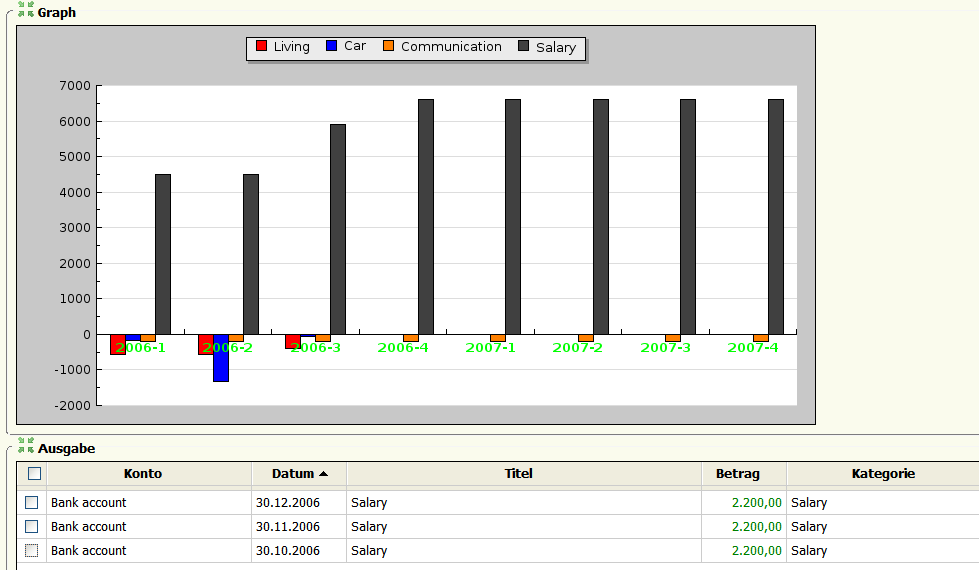 Graph
Living Car Communication Salary
7000
6000
5000
4000
3000
2000
1000
0
2006-1 2006-2 2006-3 2006-4 2007-1 2007-2 2007-3 2007-4
-1000
-2000
Ausgabe
Konto Datum Titel Betrag Kategorie
Bank account 30.12.2006 Salary 2.200,00 Salary
Bank account 30.11.2006 Salary 2.200,00 Salary
Bank account 30.10.2006 Salary 2.200,00 Salary